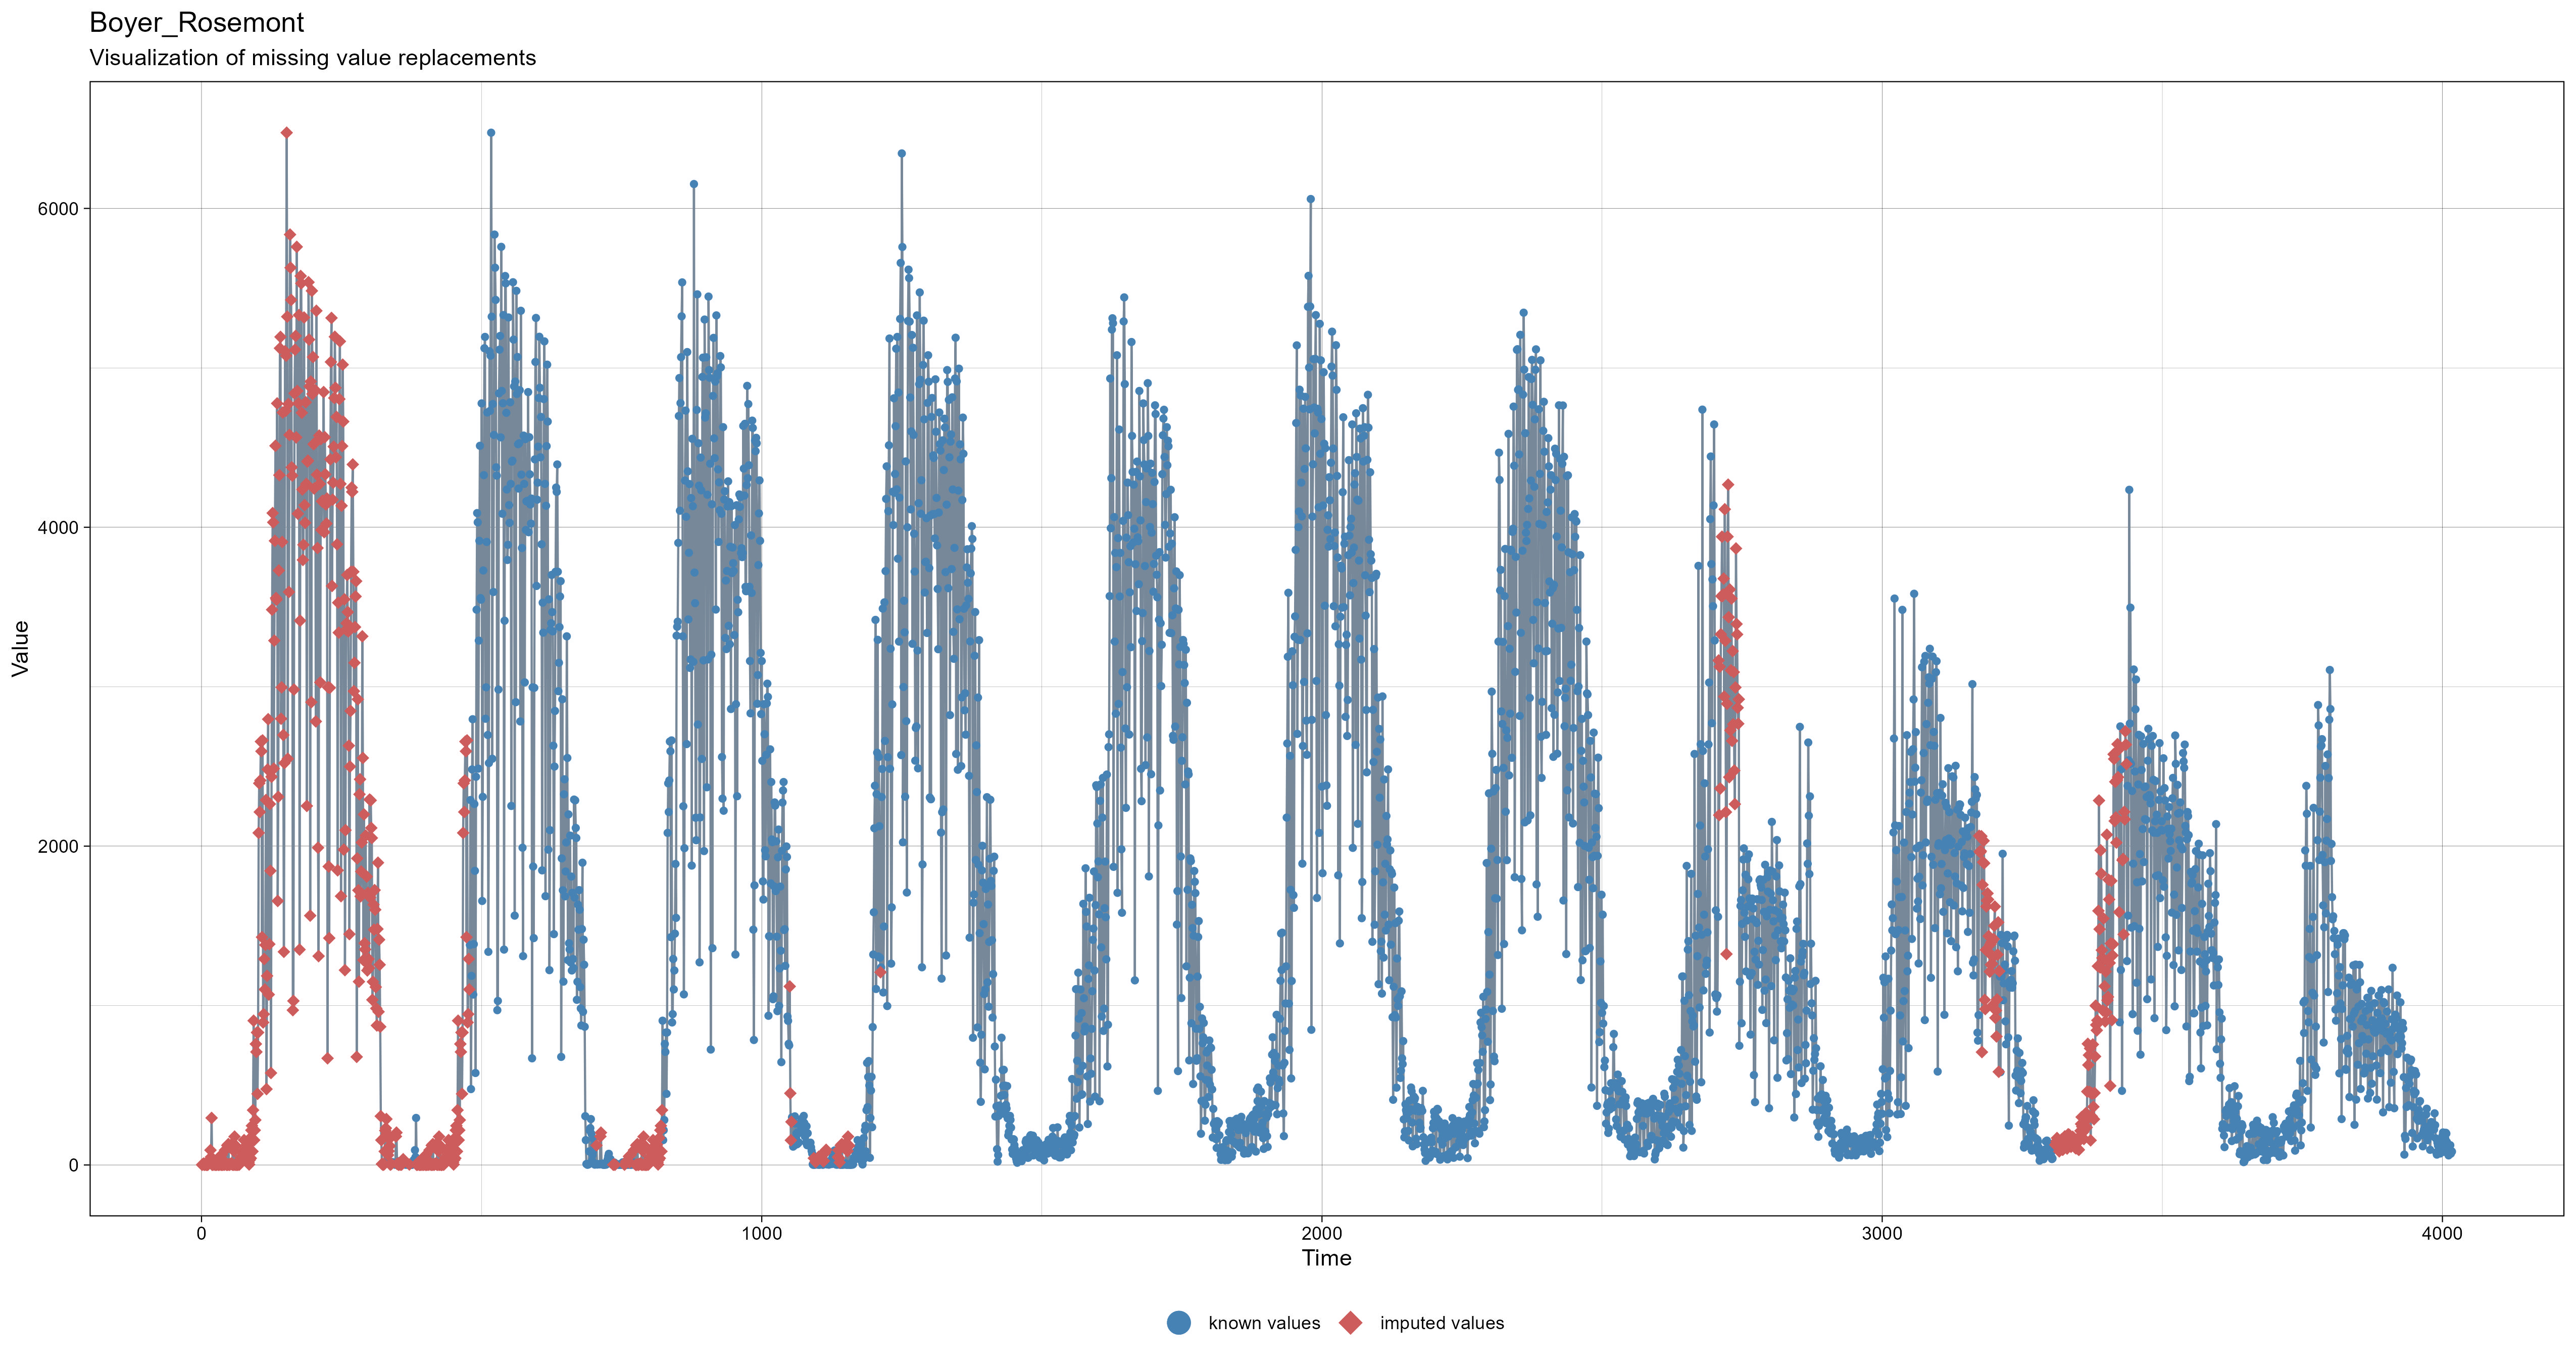 Boyer_Rosemont
Visualization of missing value replacements
6000
4000
2000
0
Value
0 1000 2000 3000 4000
Time
known values imputed values